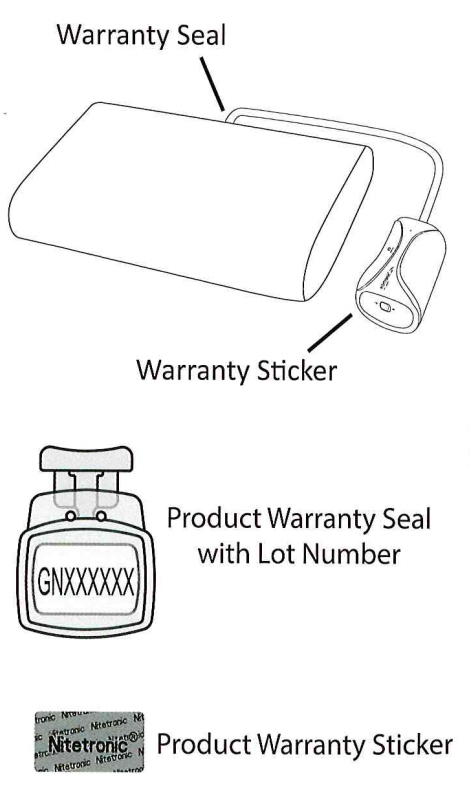 Warranty Seal
Warranty Sticker
Product Warranty Seal
with Lot Number
GNXXXXXX
Nitetronic®
Product Warranty Sticker